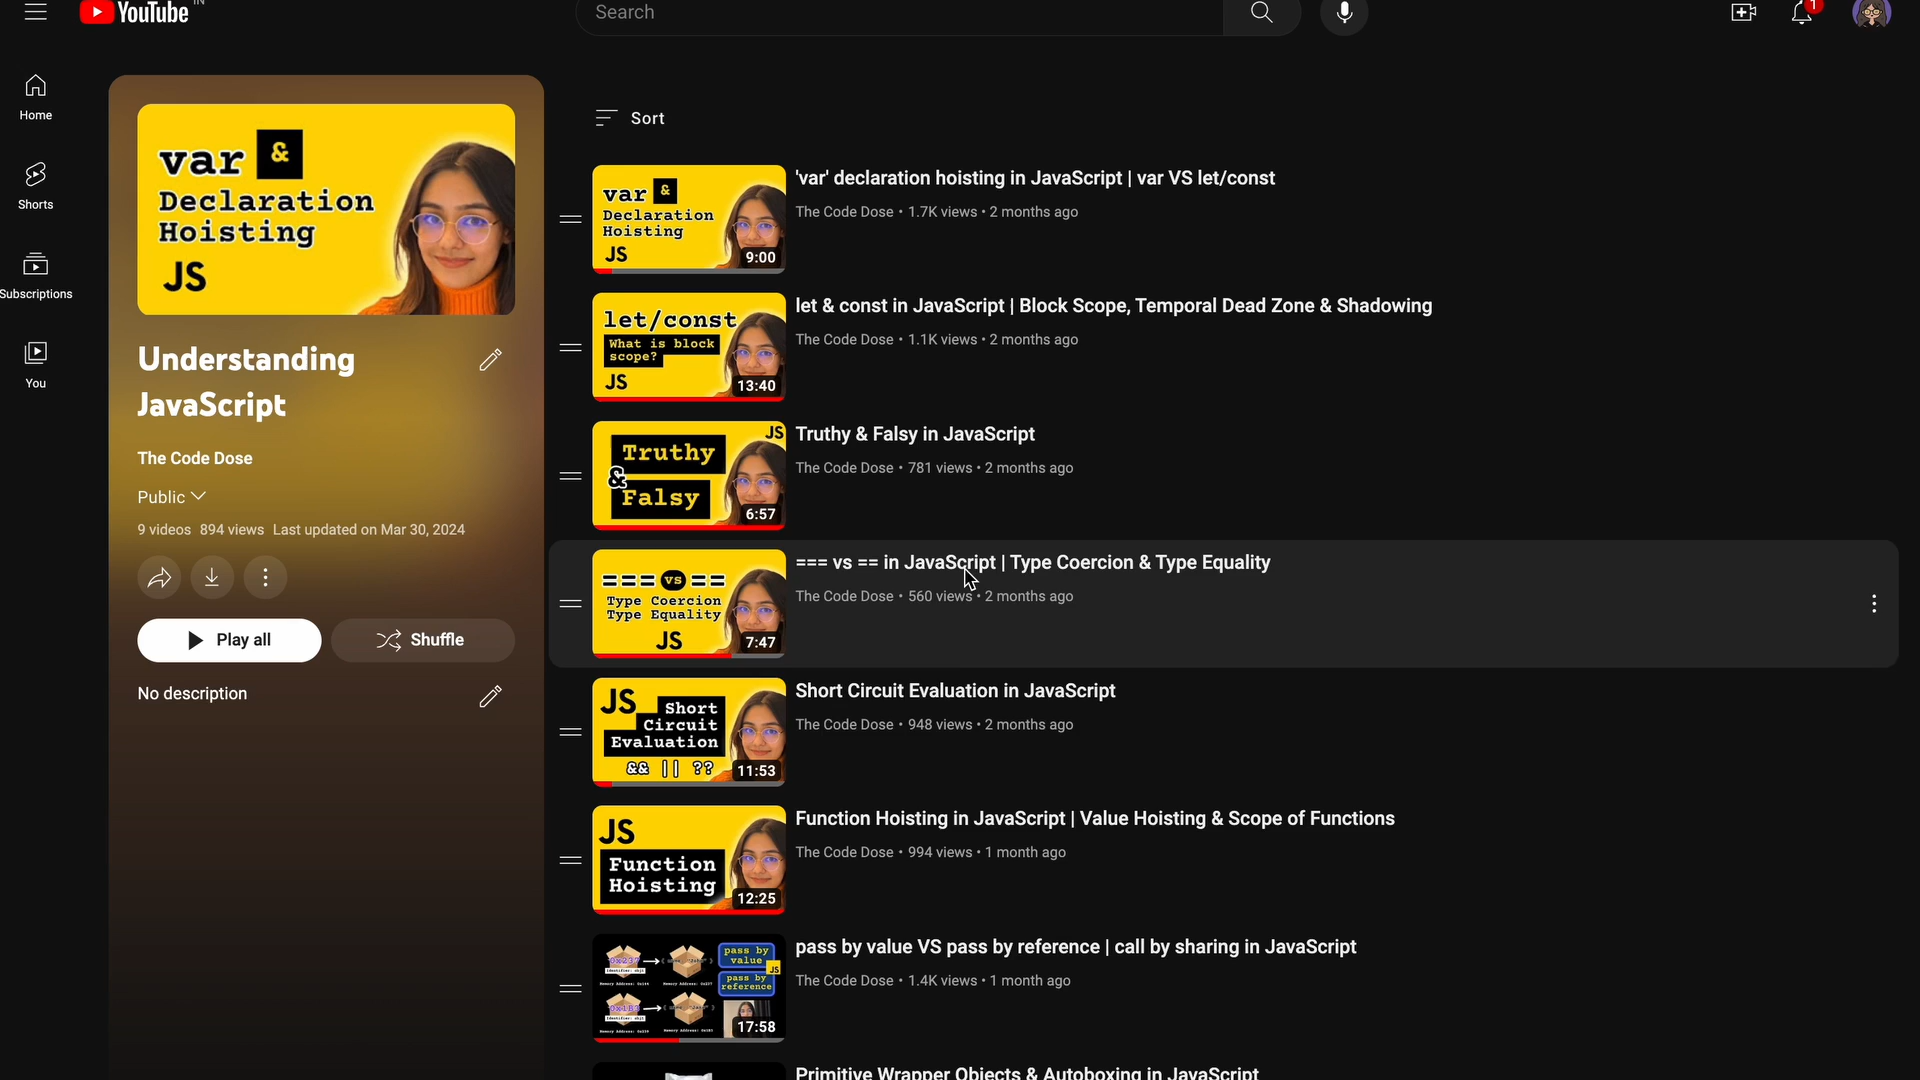 YouTube IN
Search
1
Home
Shorts
Subscriptions
You
var &
Declaration
Hoisting
JS
Understanding
JavaScript
The Code Dose
Public
9 videos 894 views Last updated on Mar 30, 2024
Play all
Shuffle
No description
Sort
var &
Declaration
Hoisting
JS
9:00
'var' declaration hoisting in JavaScript | var VS let/const
The Code Dose • 1.7K views • 2 months ago
let/const
What is block
scope?
JS
13:40
let & const in JavaScript | Block Scope, Temporal Dead Zone & Shadowing
The Code Dose • 1.1K views • 2 months ago
JS
Truthy
&
Falsy
6:57
Truthy & Falsy in JavaScript
The Code Dose • 781 views • 2 months ago
=== vs ==
Type Coercion
Type Equality
JS
7:47
=== vs == in JavaScript | Type Coercion & Type Equality
The Code Dose • 560 views • 2 months ago
JS
Short
Circuit
Evaluation
&& || ??
11:53
Short Circuit Evaluation in JavaScript
The Code Dose • 948 views • 2 months ago
JS
Function
Hoisting
12:25
Function Hoisting in JavaScript | Value Hoisting & Scope of Functions
The Code Dose • 994 views • 1 month ago
pass by
value
JS
pass by
reference
17:58
pass by value VS pass by reference | call by sharing in JavaScript
The Code Dose • 1.4K views • 1 month ago
Primitive Wrapper Objects & Autoboxing in JavaScript